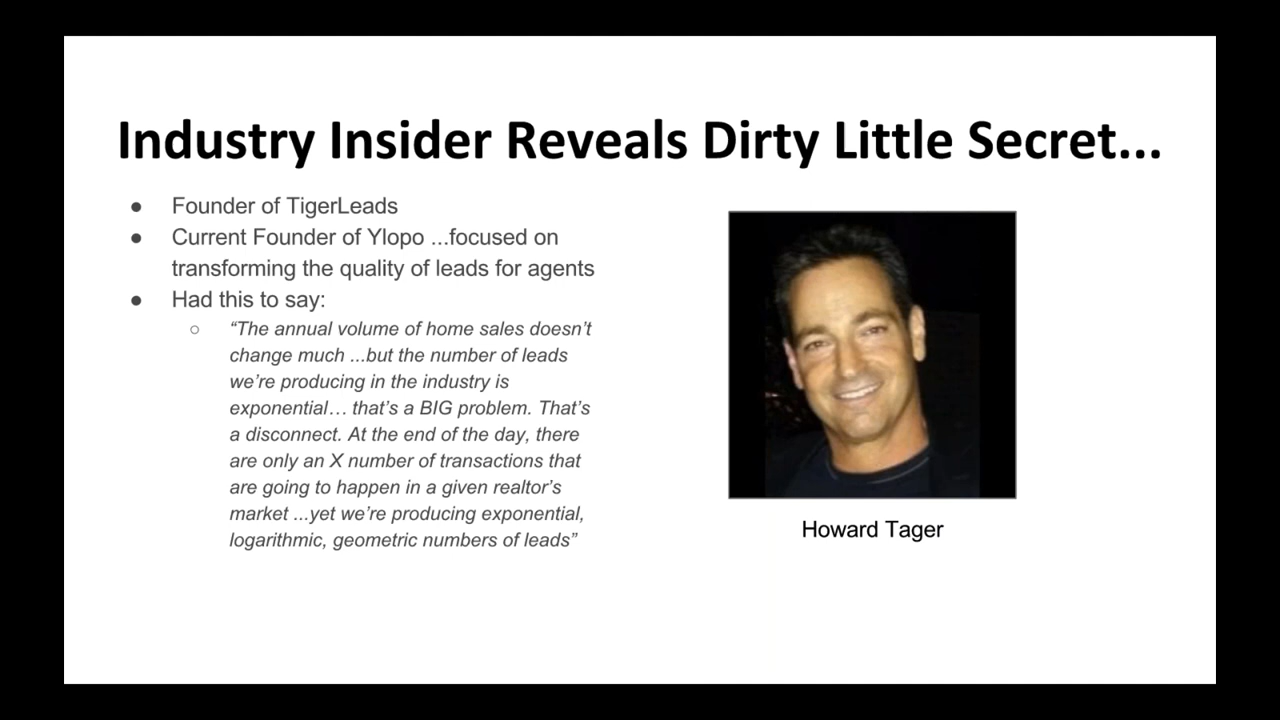 Industry Insider Reveals Dirty Little Secret...
● Founder of TigerLeads
● Current Founder of Ylopo ...focused on
transforming the quality of leads for agents
● Had this to say:
○ “The annual volume of home sales doesn’t
change much ...but the number of leads
we’re producing in the industry is
exponential… that’s a BIG problem. That’s
a disconnect. At the end of the day, there
are only an X number of transactions that
are going to happen in a given realtor’s
market ...yet we’re producing exponential,
logarithmic, geometric numbers of leads”
Howard Tager